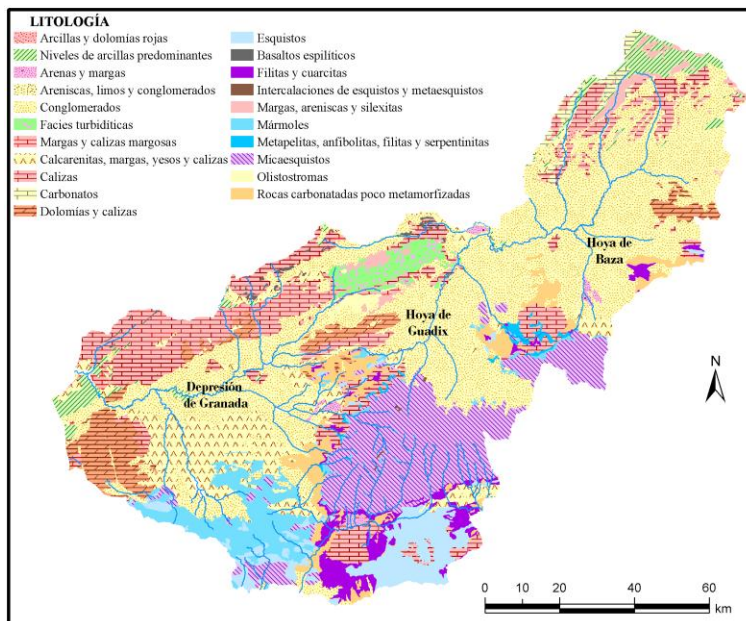 LITOLOGÍA
Arcillas y dolomías rojas
Niveles de arcillas predominantes
Arenas y margas
Areniscas, limos y conglomerados
Conglomerados
Facies turbidíticas
Margas y calizas margosas
Calcarenitas, margas, yesos y calizas
Calizas
Carbonatos
Dolomías y calizas
Esquistos
Basaltos espilíticos
Filitas y cuarcitas
Intercalaciones de esquistos y metaesquistos
Margas, areniscas y silexitas
Mármoles
Metapelitas, anfibolitas, filitas y serpentinitas
Micaesquistos
Olistostromas
Rocas carbonatadas poco metamorfizadas
Hoya de
Baza
Hoya de
Guadix
Depresión
de Granada
N
0 20 40 60
km